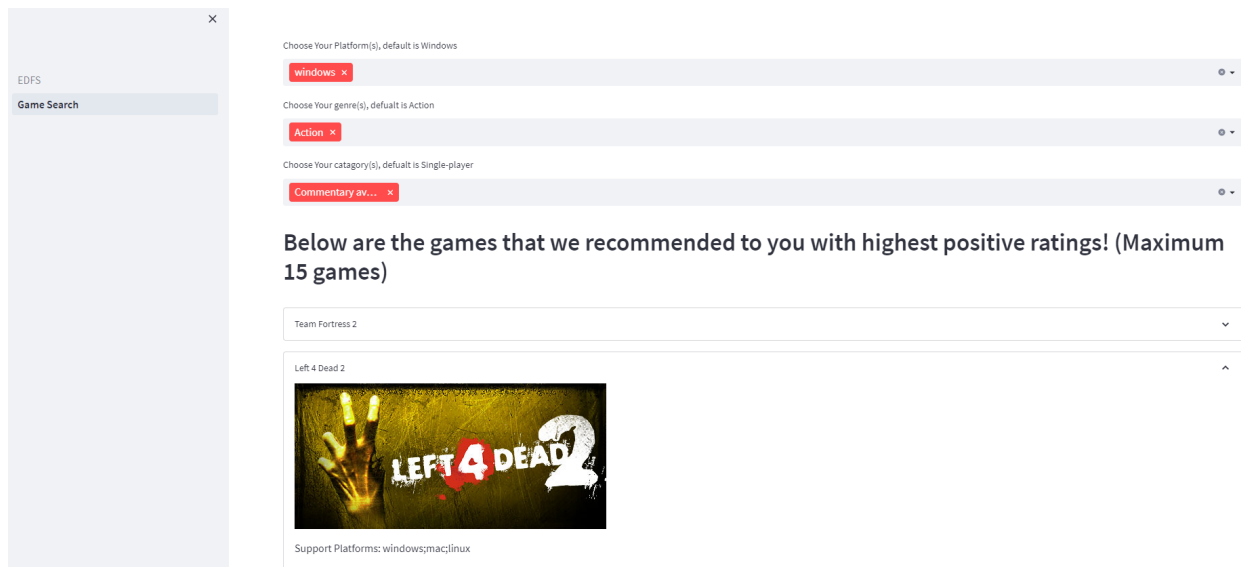 EDFS
Game Search
Choose Your Platform(s), default is Windows
windows ×
Choose Your genre(s), defualt is Action
Action ×
Choose Your catagory(s), defualt is Single-player
Commentary av... ×
Below are the games that we recommended to you with highest positive ratings! (Maximum
15 games)
Team Fortress 2
Left 4 Dead 2
LEFT 4 DEAD 2
Support Platforms: windows;mac;linux